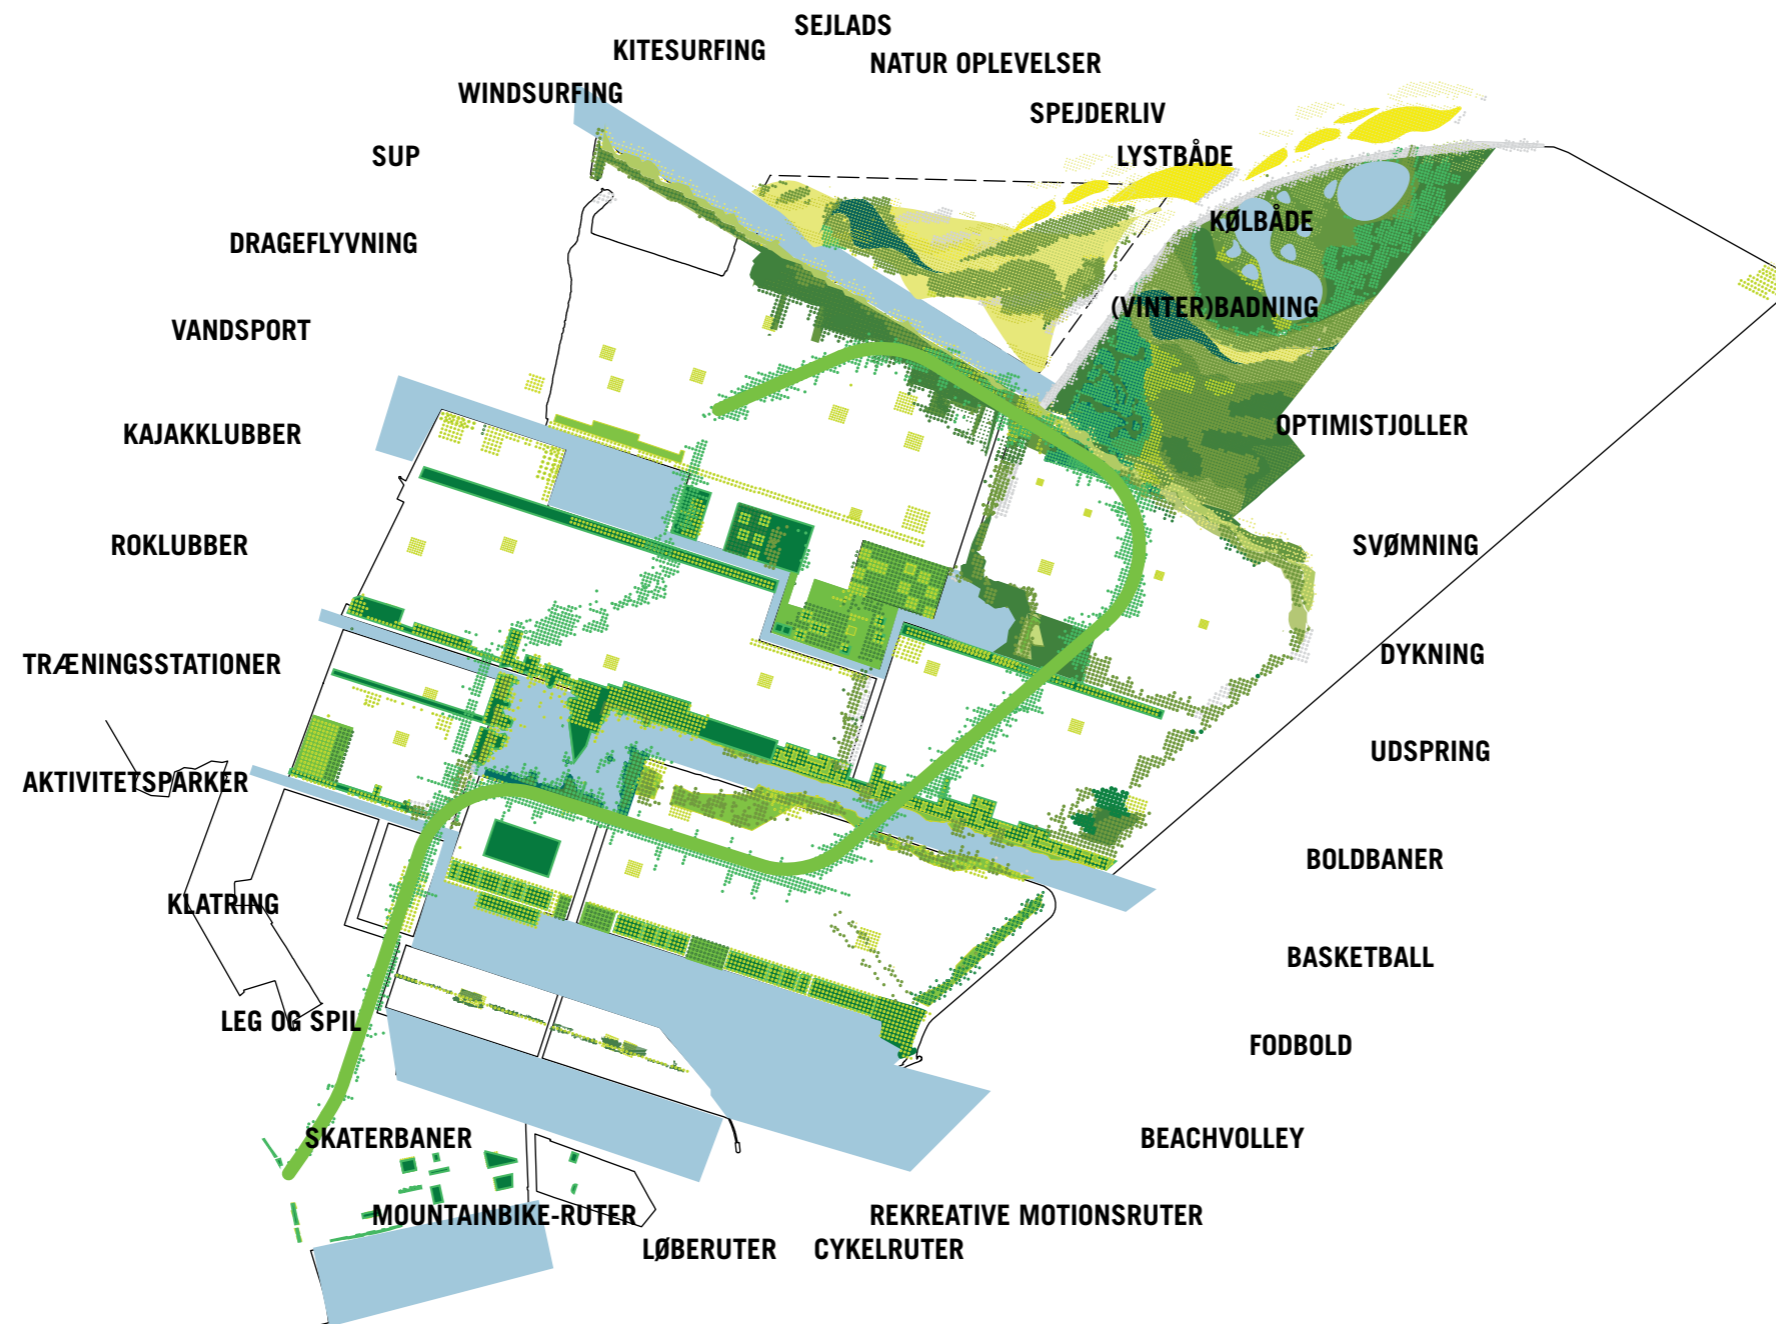 SEJLADS
KITESURFING
NATUR OPLEVELSER
WINDSURFING
SPEJDERLIV
SUP
LYSTBÅDE
KØLBÅDE
DRAGEFLYVNING
(VINTER)BADNING
VANDSPORT
OPTIMISTJOLLER
KAJAKKLUBBER
ROKLUBBER
SVØMNING
DYKNING
TRÆNINGSSTATIONER
UDSPRING
AKTIVITETSPARKER
BOLDBANER
KLATRING
BASKETBALL
LEG OG SPIL
FODBOLD
SKATERBANER
BEACHVOLLEY
MOUNTAINBIKE-RUTER
REKREATIVE MOTIONSRUTER
LØBERUTER
CYKELRUTER